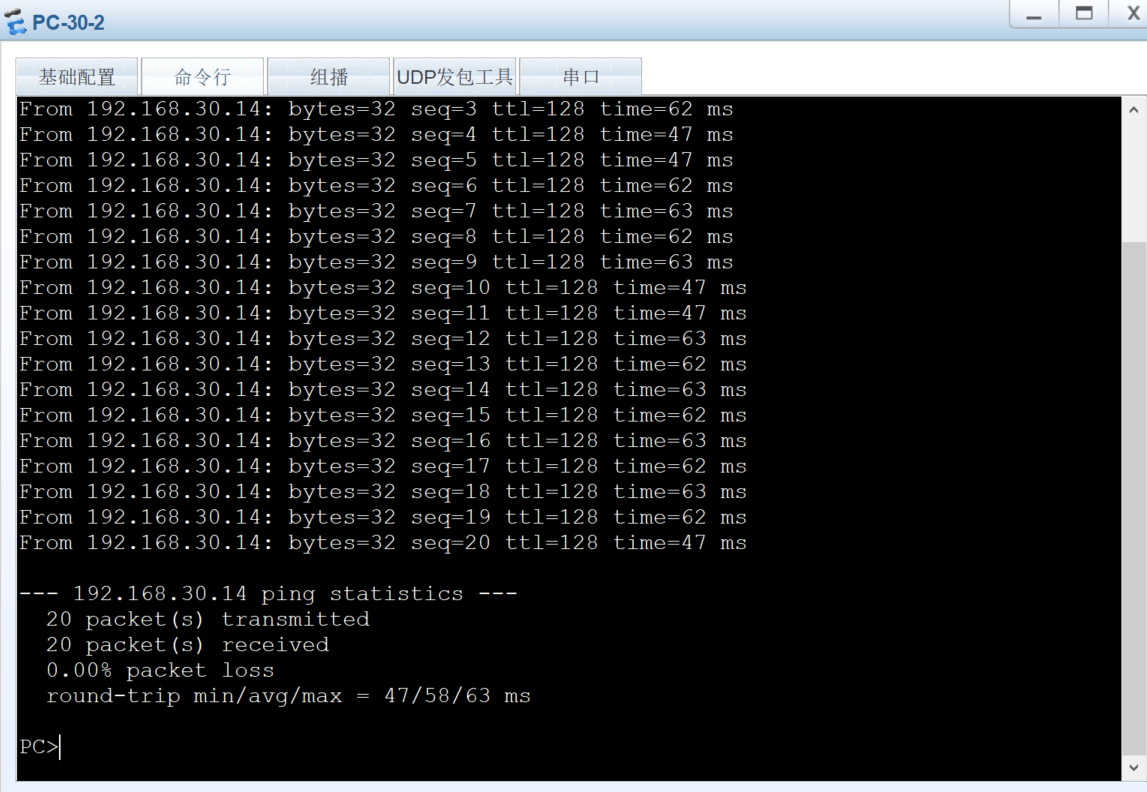 PC-30-2
基础配置 命令行 组播 UDP发包工具 串口
From 192.168.30.14: bytes=32 seq=3 ttl=128 time=62 ms
From 192.168.30.14: bytes=32 seq=4 ttl=128 time=47 ms
From 192.168.30.14: bytes=32 seq=5 ttl=128 time=47 ms
From 192.168.30.14: bytes=32 seq=6 ttl=128 time=62 ms
From 192.168.30.14: bytes=32 seq=7 ttl=128 time=63 ms
From 192.168.30.14: bytes=32 seq=8 ttl=128 time=62 ms
From 192.168.30.14: bytes=32 seq=9 ttl=128 time=63 ms
From 192.168.30.14: bytes=32 seq=10 ttl=128 time=47 ms
From 192.168.30.14: bytes=32 seq=11 ttl=128 time=47 ms
From 192.168.30.14: bytes=32 seq=12 ttl=128 time=63 ms
From 192.168.30.14: bytes=32 seq=13 ttl=128 time=62 ms
From 192.168.30.14: bytes=32 seq=14 ttl=128 time=63 ms
From 192.168.30.14: bytes=32 seq=15 ttl=128 time=62 ms
From 192.168.30.14: bytes=32 seq=16 ttl=128 time=63 ms
From 192.168.30.14: bytes=32 seq=17 ttl=128 time=62 ms
From 192.168.30.14: bytes=32 seq=18 ttl=128 time=63 ms
From 192.168.30.14: bytes=32 seq=19 ttl=128 time=62 ms
From 192.168.30.14: bytes=32 seq=20 ttl=128 time=47 ms
--- 192.168.30.14 ping statistics ---
20 packet(s) transmitted
20 packet(s) received
0.00% packet loss
round-trip min/avg/max = 47/58/63 ms
PC>